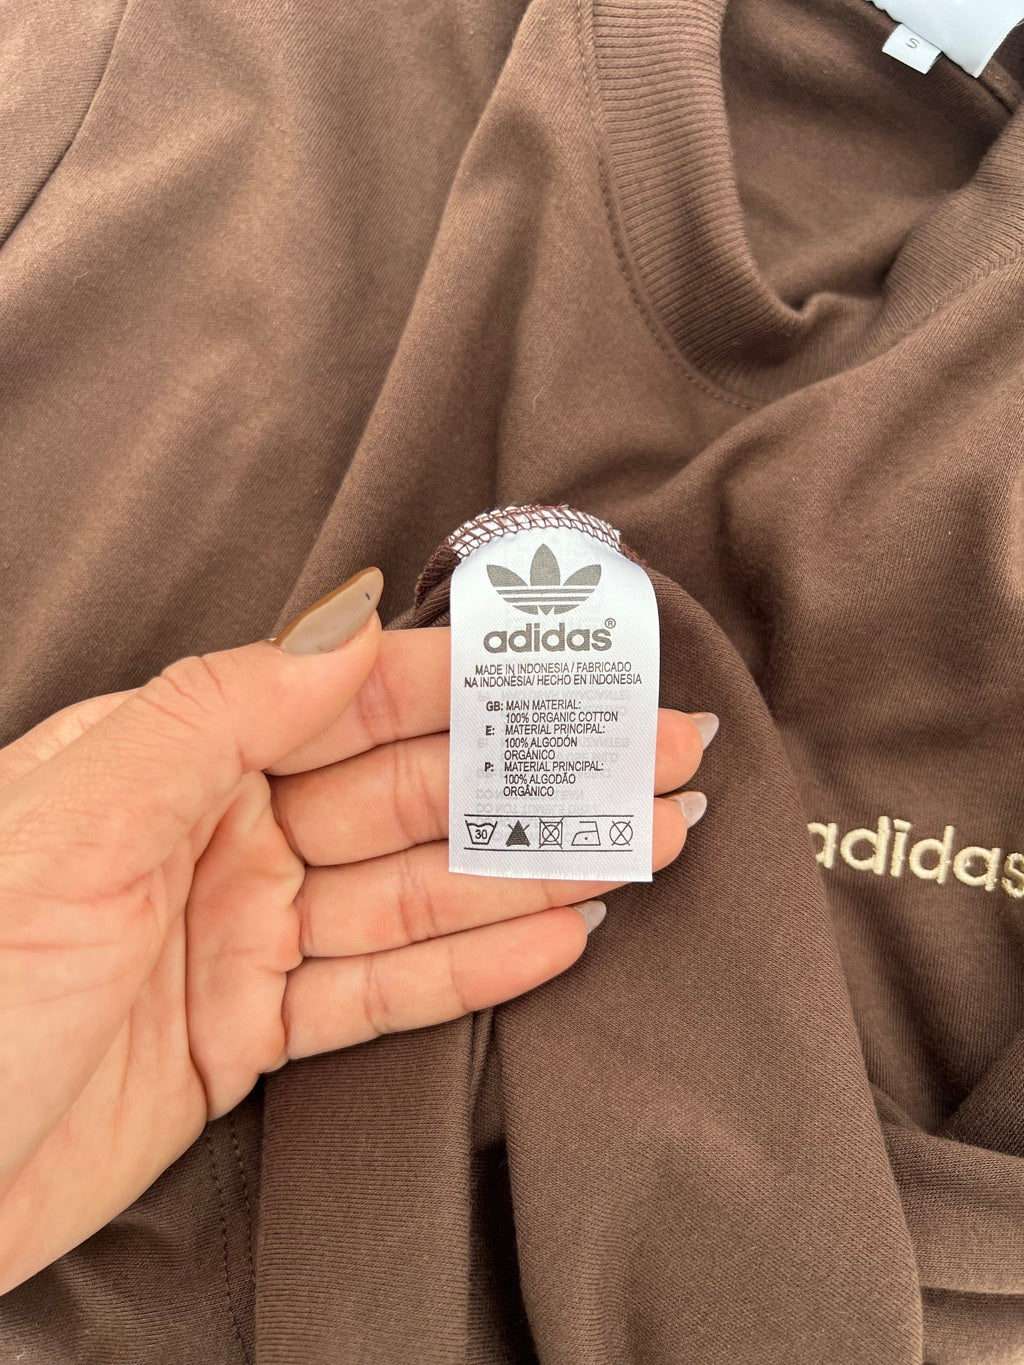 S
adidas®
MADE IN INDONESIA / FABRICADO
NA INDONÉSIA/ HECHO EN INDONESIA
GB: MAIN MATERIAL:
100% ORGANIC COTTON
E: MATERIAL PRINCIPAL:
100% ALGODÓN
ORGÁNICO
P: MATERIAL PRINCIPAL:
100% ALGODÃO
ORGÂNICO
30
adidas